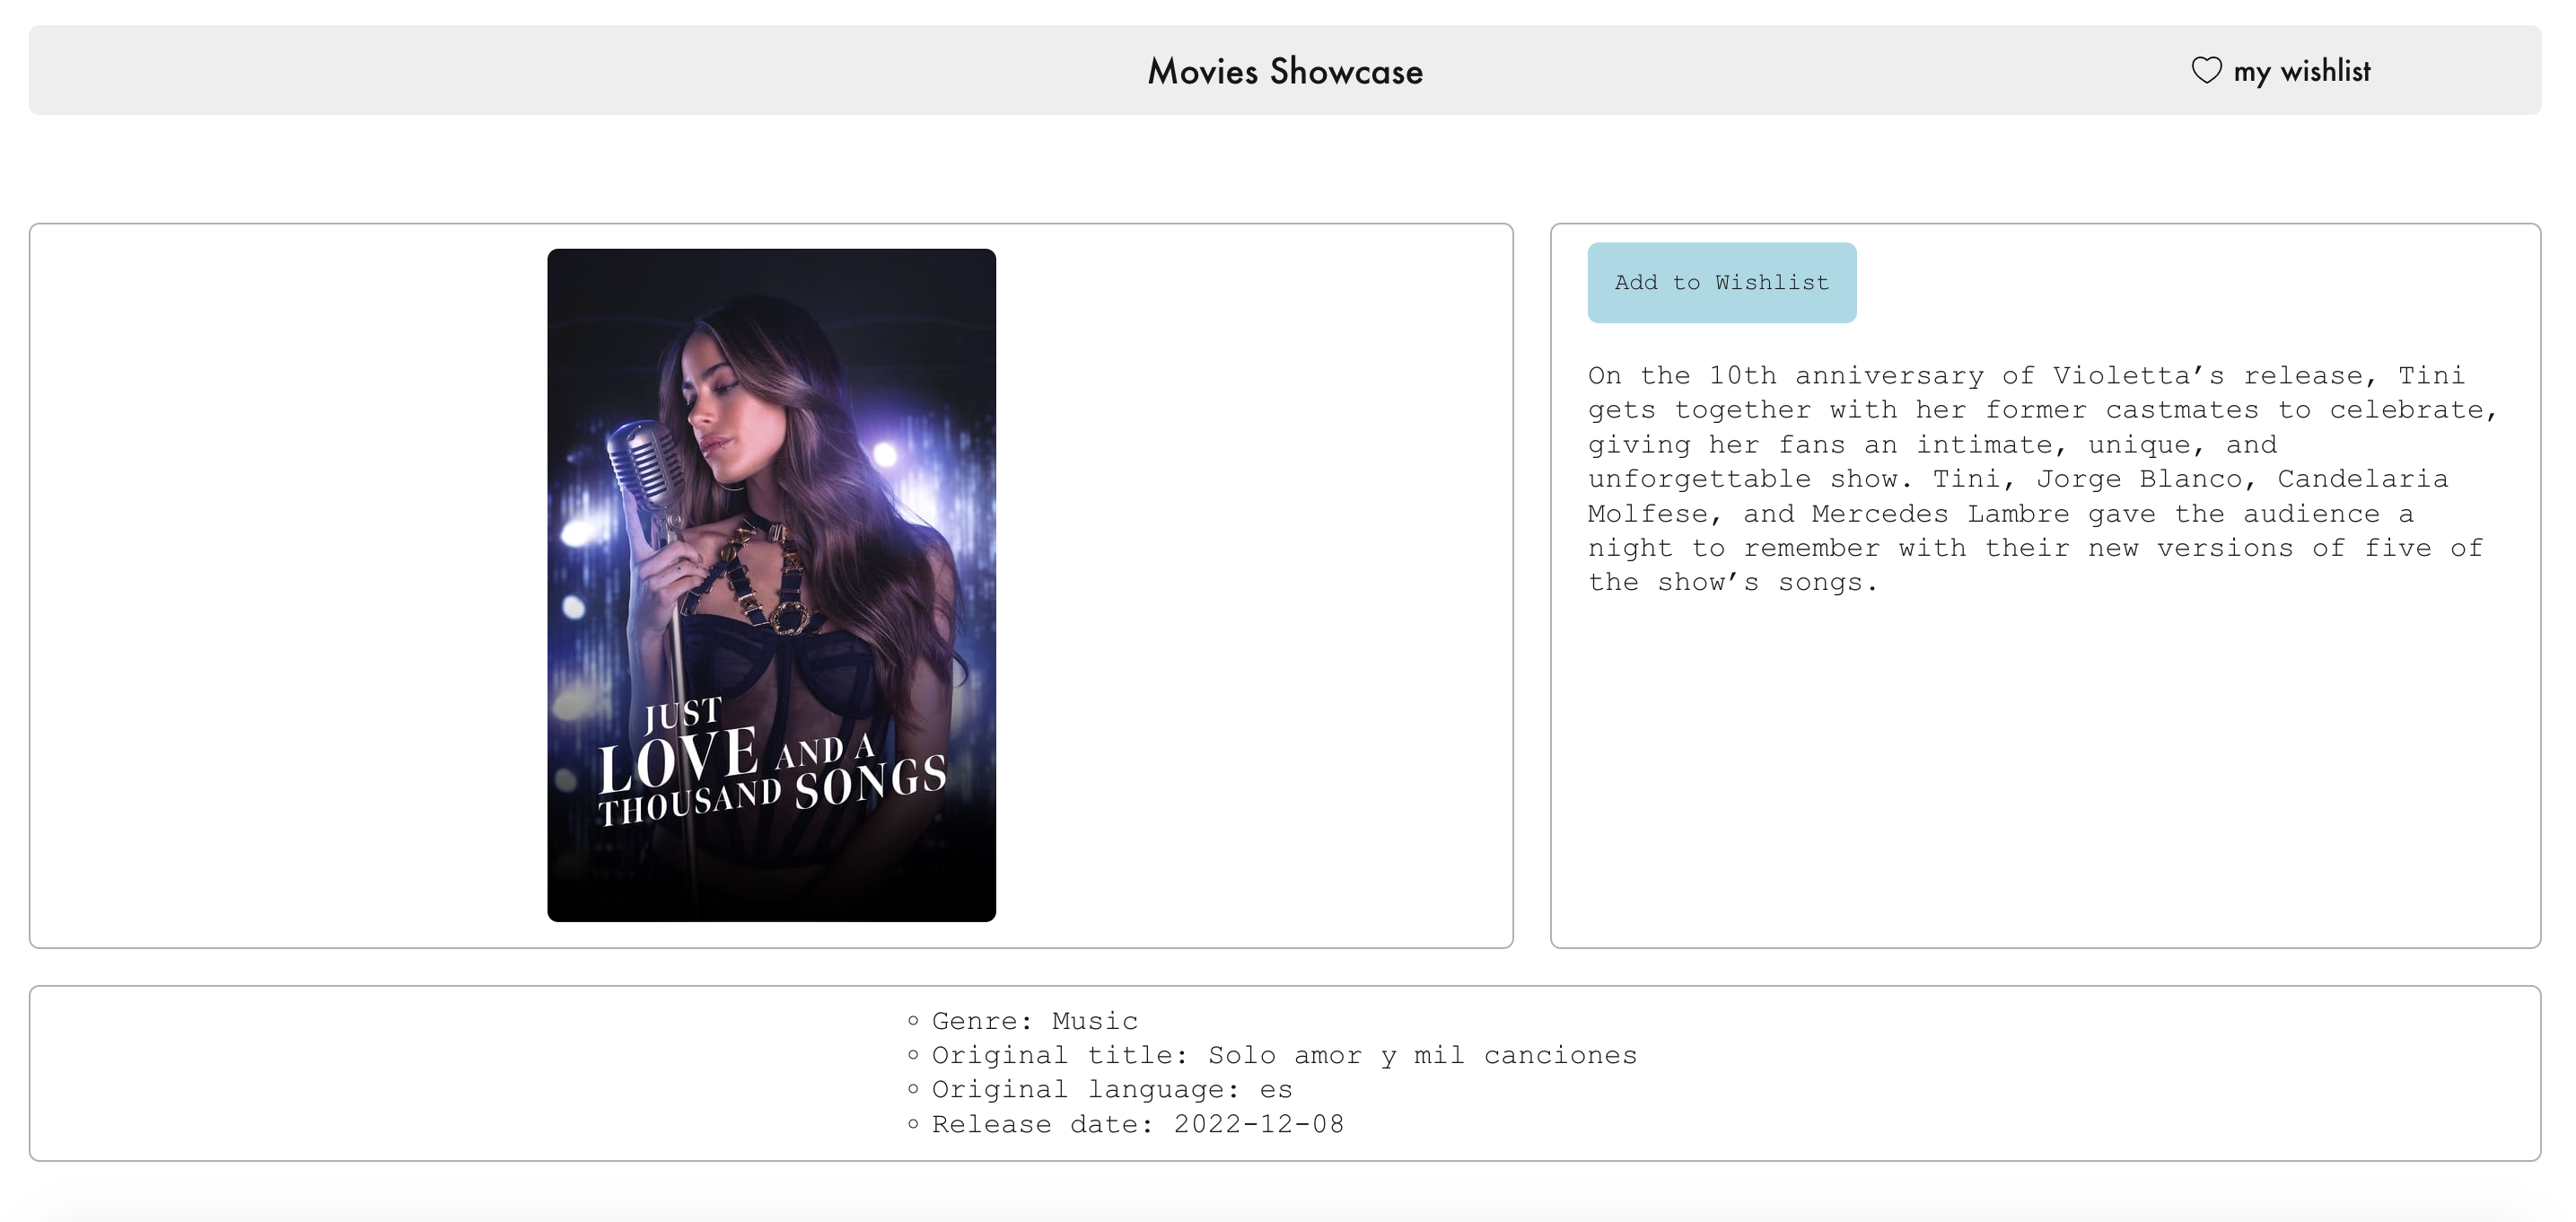 Movies Showcase
my wishlist
JUST
LOVE AND A
THOUSAND SONGS
Add to Wishlist
On the 10th anniversary of Violetta’s release, Tini
gets together with her former castmates to celebrate,
giving her fans an intimate, unique, and
unforgettable show. Tini, Jorge Blanco, Candelaria
Molfese, and Mercedes Lambre gave the audience a
night to remember with their new versions of five of
the show’s songs.
Genre: Music
Original title: Solo amor y mil canciones
Original language: es
Release date: 2022-12-08